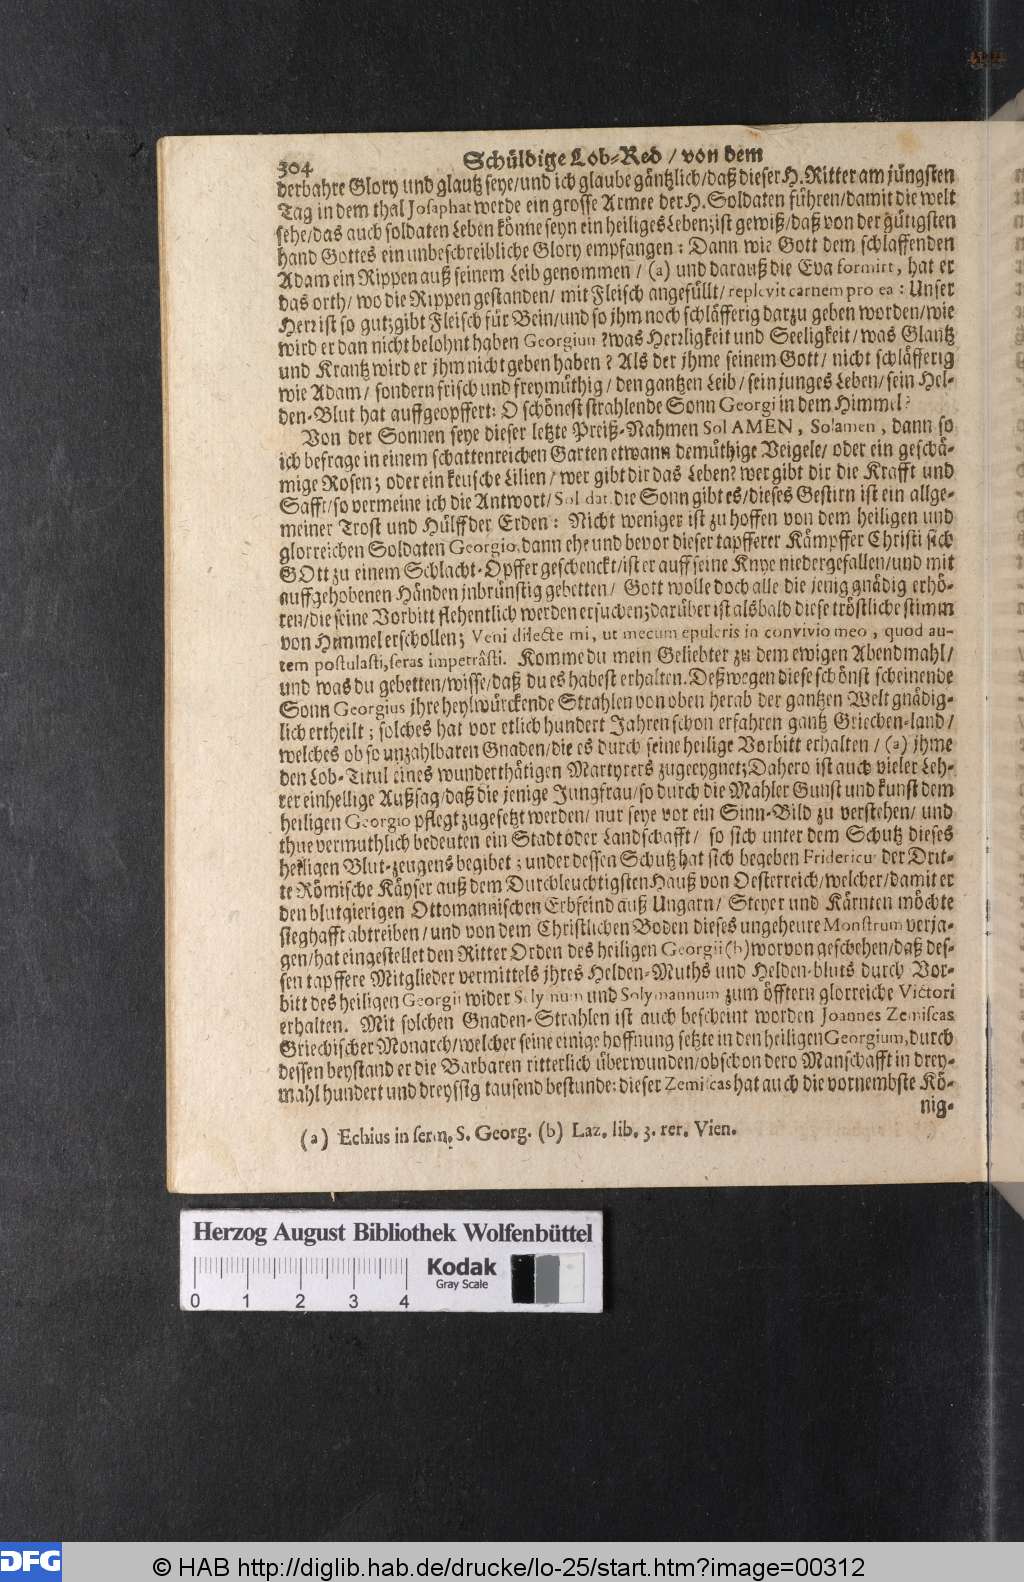 304 Schüldige Lob-Red / von dem
derbahre Glory und glantz seye/und ich glaube gäntzlich/daß dieser H. Ritter am jüngsten
Tag in dem thal Josaphat werde ein grosse Armee der H. Soldaten führen/damit die welt
sehe/das auch soldaten Leben könne seyn ein heiliges Leben; ist gewiß/daß von der gütigsten
hand Gottes ein unbeschreibliche Glory empfangen: Dann wie Gott dem schlaffenden
Adam ein Rippen auß seinem Leib genommen / (a) und darauß die Eva formirt, hat er
das orth/ wo die Rippen gestanden/ mit Fleisch angefüllt/ replevit carnem pro ea: Unser
Herr ist so gut; gibt Fleisch für Bein/und so jhm noch schläfferig darzu geben worden/wie
wird er dan nicht belohnt haben Georgium? was Herrligkeit und Seeligkeit/was Glantz
und Krantz wird er jhm nicht geben haben? Als der jhme seinem Gott/ nicht schläfferig
wie Adam/ sondern frisch und freymüthig/ den gantzen Leib/ sein junges Leben/sein Hel-
den-Blut hat auffgeopffert: O schönest strahlende Sonn Georgi in dem Himmel?
Von der Sonnen seye dieser letzte Preiß-Nahmen Sol AMEN, Solamen, dann so
ich befrage in einem schattenreichen Garten etwann demüthige Veigele/ oder ein geschä-
mige Rosen; oder ein keusche Lilien/ wer gibt dir das Leben? wer gibt dir die Krafft und
Safft/so vermeine ich die Antwort/ Sol dat. die Sonn gibt es/dieses Gestirn ist ein allge-
meiner Trost und Hülff der Erden: Nicht weniger ist zu hoffen von dem heiligen und
glorreichen Soldaten Georgio, dann ehe und bevor dieser tapfferer Kämpffer Christi sich
GOtt zu einem Schlacht-Opffer geschenckt/ist er auff seine Knye niedergefallen/und mit
auffgehobenen Händen jnbrünstig gebetten/ Gott wolle doch alle die jenig gnädig erhö-
ren/die seine Vorbitt flehentlich werden ersuchen; darüber ist alsbald diese tröstliche stimm
von Himmel erschollen; Veni dilecte mi, ut mecum epuleris in convivio meo, quod au-
tem postulasti, feras impetrâsti. Komme du mein Geliebter zu dem ewigen Abendmahl/
und was du gebetten/wisse/daß du es habest erhalten. Deßwegen diese schönst scheinende
Sonn Georgius jhre heylwürckende Strahlen von oben herab der gantzen Welt gnädig-
lich ertheilt; solches hat vor etlich hundert Jahren schon erfahren gantz Griechen-land/
welches ob so unzahlbaren Gnaden/die es durch seine heilige Vorbitt erhalten/ (a) jhme
den Lob-Titul eines wunderthätigen Martyrers zugeeygnet; Dahero ist auch vieler Leh-
rer einhellige Außsag/daß die jenige Jungfrau/so durch die Mahler Gunst und kunst dem
heiligen Georgio pflegt zugesetzt werden/ nur seye vor ein Sinn-Bild zu verstehen/ und
thue vermuthlich bedeuten ein Stadt oder Landschafft/ so sich unter dem Schutz dieses
heiligen Blut-zeugens begibet; under dessen Schutz hat sich begeben Fridericus der Drit-
te Römische Käyser auß dem Durchleuchtigsten Hauß von Oesterreich/welcher/damit er
den blutgierigen Ottomannischen Erbfeind auß Ungarn/ Steyer und Kärnten möchte
sieghafft abtreiben/und von dem Christlichen Boden dieses ungeheure Monstrum verja-
gen/hat eingestellet den Ritter Orden des heiligen Georgii (b) worvon geschehen/daß des-
sen tapffere Mitglieder vermittels jhres Helden-Muths und Helden-bluts durch Vor-
bitt des heiligen Georgii wider Selymum und Solymannum zum öfftern glorreiche Victori
erhalten. Mit solchen Gnaden-Strahlen ist auch bescheint worden Joannes Zemiscas
Griechischer Monarch/welcher seine einige hoffnung setzte in den heiligen Georgium, durch
dessen beystand er die Barbaren ritterlich überwunden/obschon dero Manschafft in drey-
mahl hundert und dreyssig tausend bestunde: dieser Zemiscas hat auch die vornembste Kö-
nig-
(a) Echius in serm. S. Georg. (b) Laz. lib. 3. rer. Vien.
Herzog August Bibliothek Wolfenbüttel
Kodak
Gray Scale
0 1 2 3 4
DFG © HAB http://diglib.hab.de/drucke/lo-25/start.htm?image=00312